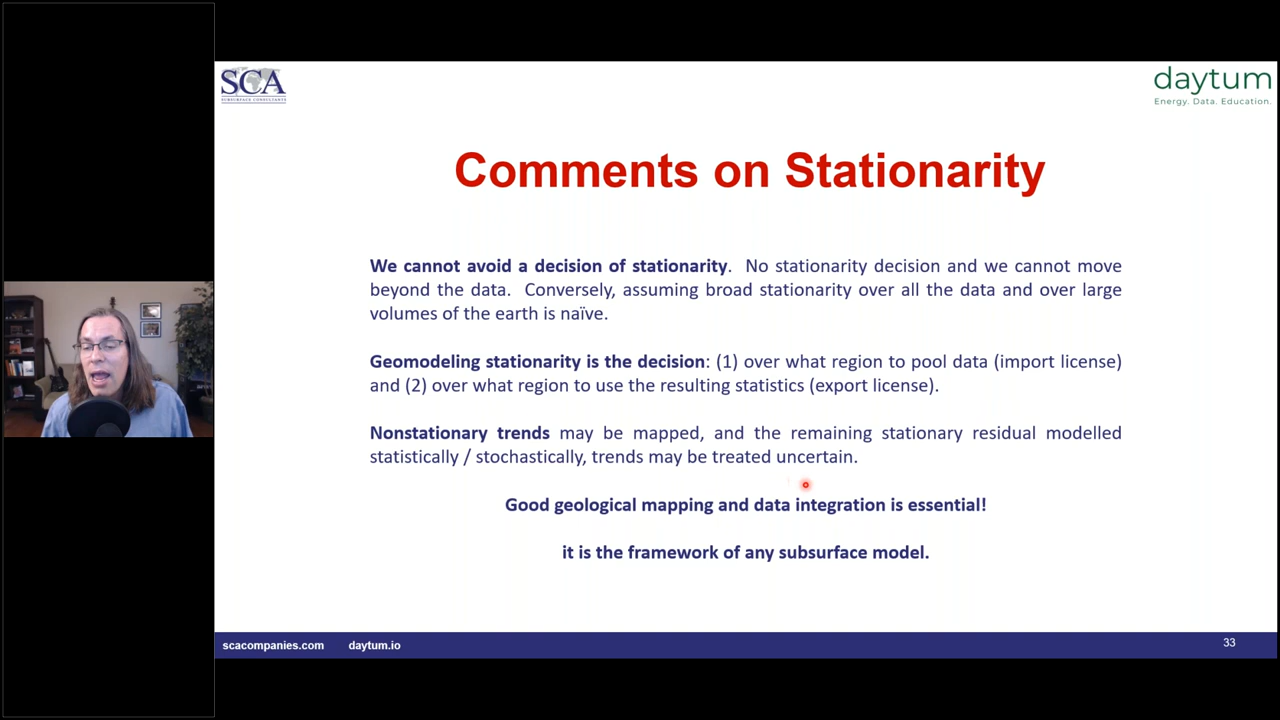 SCA
SUBSURFACE CONSULTANTS
daytum
Energy. Data. Education.
Comments on Stationarity
We cannot avoid a decision of stationarity. No stationarity decision and we cannot move
beyond the data. Conversely, assuming broad stationarity over all the data and over large
volumes of the earth is naïve.
Geomodeling stationarity is the decision: (1) over what region to pool data (import license)
and (2) over what region to use the resulting statistics (export license).
Nonstationary trends may be mapped, and the remaining stationary residual modelled
statistically / stochastically, trends may be treated uncertain.
Good geological mapping and data integration is essential!
it is the framework of any subsurface model.
scacompanies.com daytum.io
33